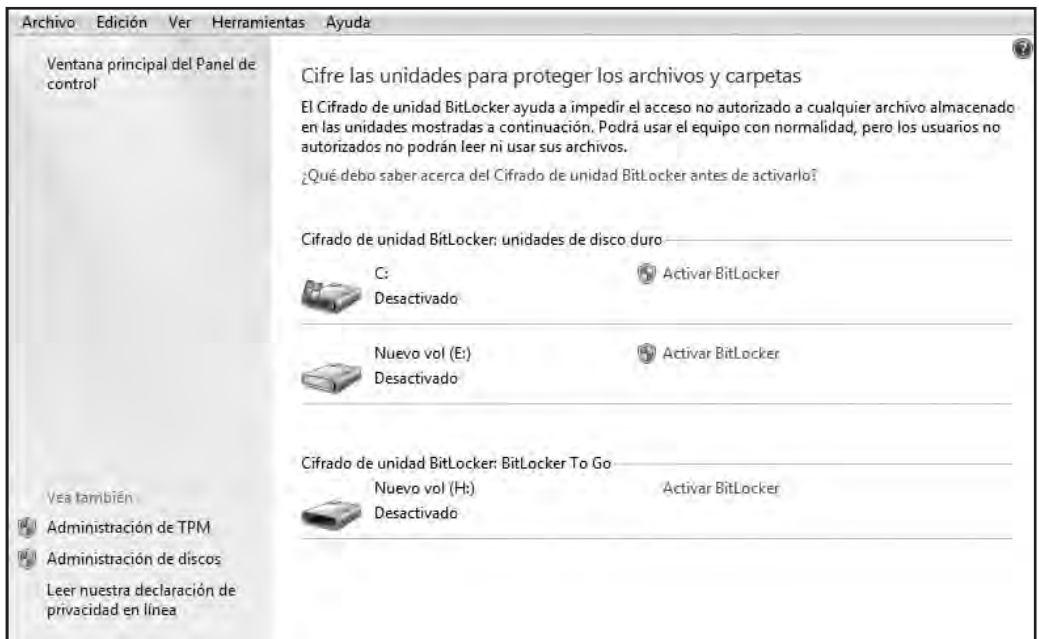 Archivo Edición Ver Herramientas Ayuda
Ventana principal del Panel de
control
Cifre las unidades para proteger los archivos y carpetas
El Cifrado de unidad BitLocker ayuda a impedir el acceso no autorizado a cualquier archivo almacenado
en las unidades mostradas a continuación. Podrá usar el equipo con normalidad, pero los usuarios no
autorizados no podrán leer ni usar sus archivos.
¿Qué debo saber acerca del Cifrado de unidad BitLocker antes de activarlo?
Cifrado de unidad BitLocker: unidades de disco duro
C: Activar BitLocker
Desactivado
Nuevo vol (E:) Activar BitLocker
Desactivado
Cifrado de unidad BitLocker: BitLocker To Go
Nuevo vol (H:) Activar BitLocker
Desactivado
Vea también
Administración de TPM
Administración de discos
Leer nuestra declaración de
privacidad en línea